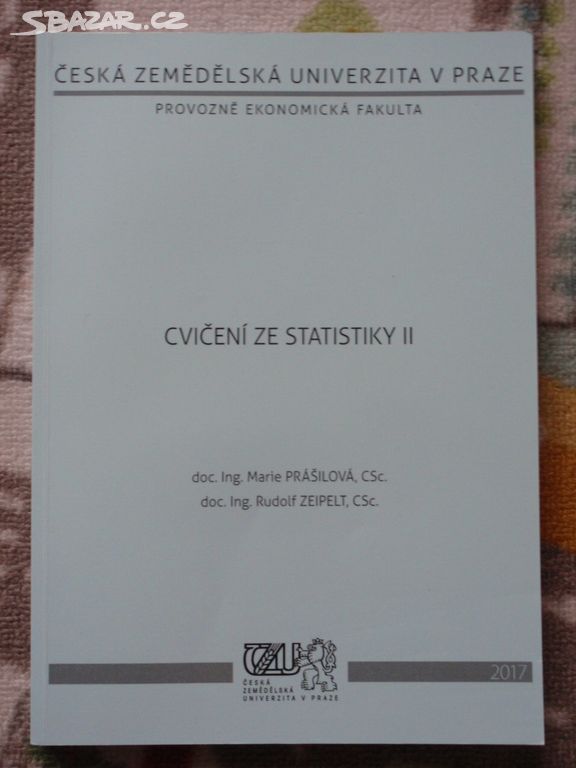 SBAZAR.CZ
ČESKÁ ZEMĚDĚLSKÁ UNIVERZITA V PRAZE
PROVOZNĚ EKONOMICKÁ FAKULTA
CVIČENÍ ZE STATISTIKY II
doc. Ing. Marie PRÁŠILOVÁ, CSc.
doc. Ing. Rudolf ZEIPELT, CSc.
ČZU
ČESKÁ
ZEMĚDĚLSKÁ
UNIVERZITA V PRAZE
2017